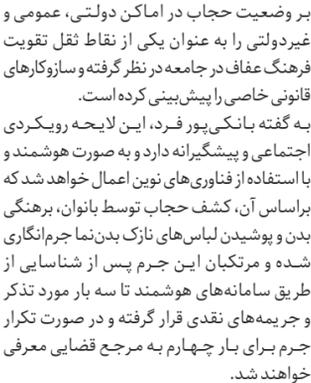 بر وضعیت حجاب در اماکن دولتی، عمومی و
غیردولتی را به عنوان یکی از نقاط ثقل تقویت
فرهنگ عفاف در جامعه در نظر گرفته و سازوکارهای
قانونی خاصی را پیش‌بینی کرده است.
به گفته بانکی‌پور فرد، این لایحه رویکردی
اجتماعی و پیشگیرانه دارد و به صورت هوشمند و
با استفاده از فناوری‌های نوین اعمال خواهد شد که
براساس آن، کشف حجاب توسط بانوان، برهنگی
بدن و پوشیدن لباس‌های نازک بدن‌نما جرم‌انگاری
شده و مرتکبان این جرم پس از شناسایی از
طریق سامانه‌های هوشمند تا سه بار مورد تذکر
و جریمه‌های نقدی قرار گرفته و در صورت تکرار
جرم برای بار چهارم به مرجع قضایی معرفی
خواهند شد.